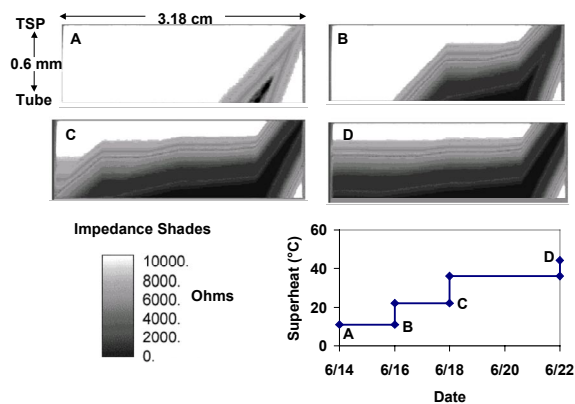 TSP
3.18 cm
A
B
0.6 mm
Tube
C
D
Impedance Shades
10000.
8000.
6000.
4000.
2000.
0.
Ohms
Superheat (°C)
60
40
20
0
A
B
C
D
6/14 6/16 6/18 6/20 6/22
Date